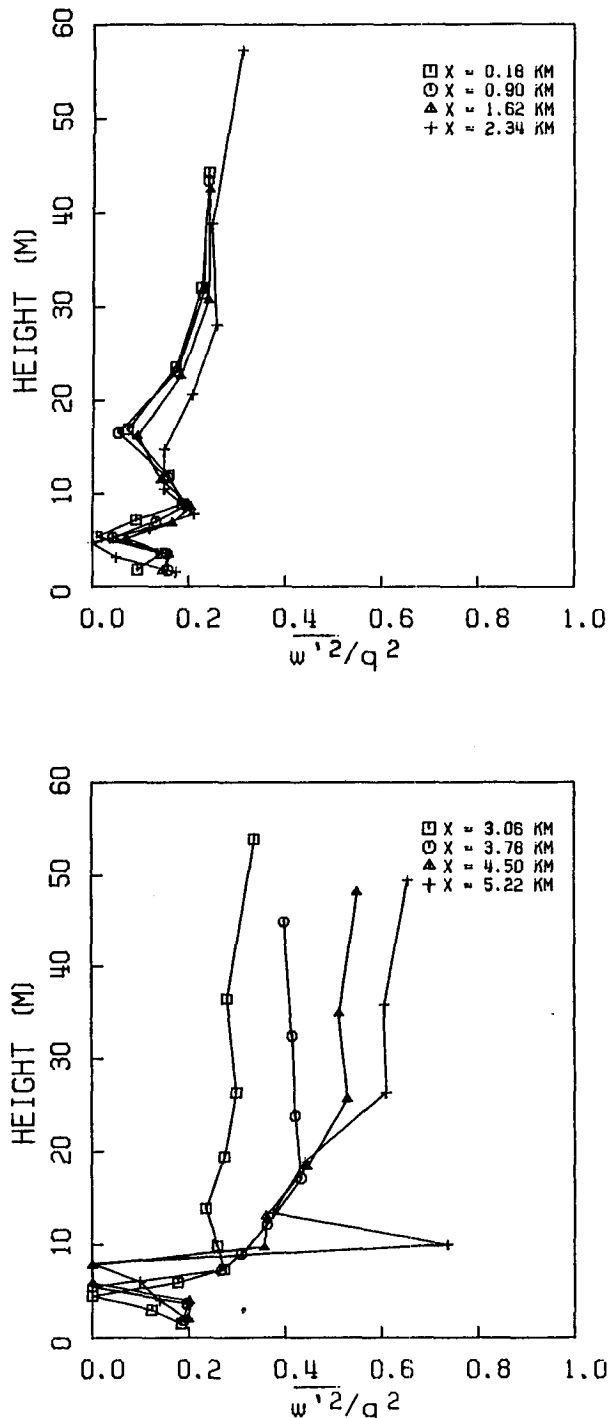 60
50
40
30
20
10
0
HEIGHT (M)
X = 0.18 KM
X = 0.90 KM
X = 1.62 KM
X = 2.34 KM
0.0 0.2 0.4 0.6 0.8 1.0
w'²/q²
60
50
40
30
20
10
0
HEIGHT (M)
X = 3.06 KM
X = 3.78 KM
X = 4.50 KM
X = 5.22 KM
0.0 0.2 0.4 0.6 0.8 1.0
w'²/q²